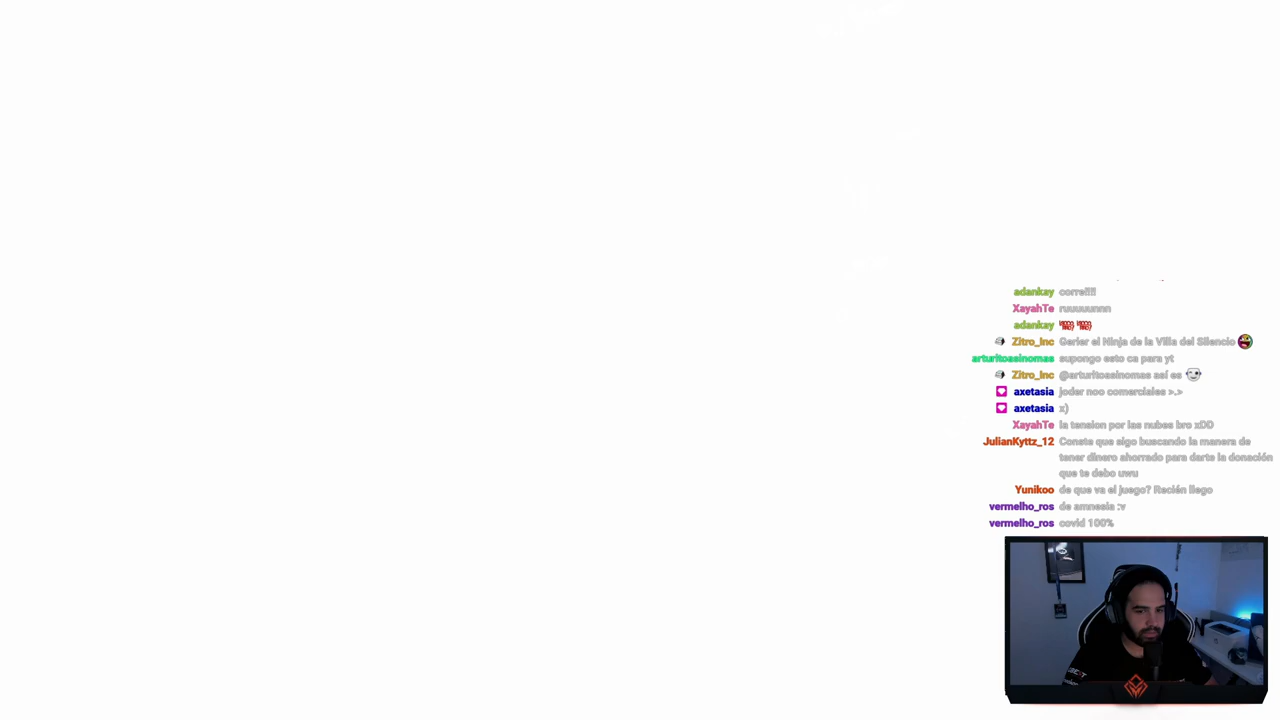 adankay correiiii
XayahTe ruuuuunnn
adankay
Zitro_Inc Gerier el Ninja de la Villa del Silencio
arturitoasinomas supongo esto ca para yt
Zitro_Inc @arturitoasinomas así es
axetasia joder noo comerciales >.>
axetasia x)
XayahTe la tension por las nubes bro xDD
JulianKyttz_12 Conste que sigo buscando la manera de
tener dinero ahorrado para darte la donación
que te debo uwu
Yunikoo de que va el juego? Recién llego
vermelho_ros de amnesia :v
vermelho_ros covid 100%